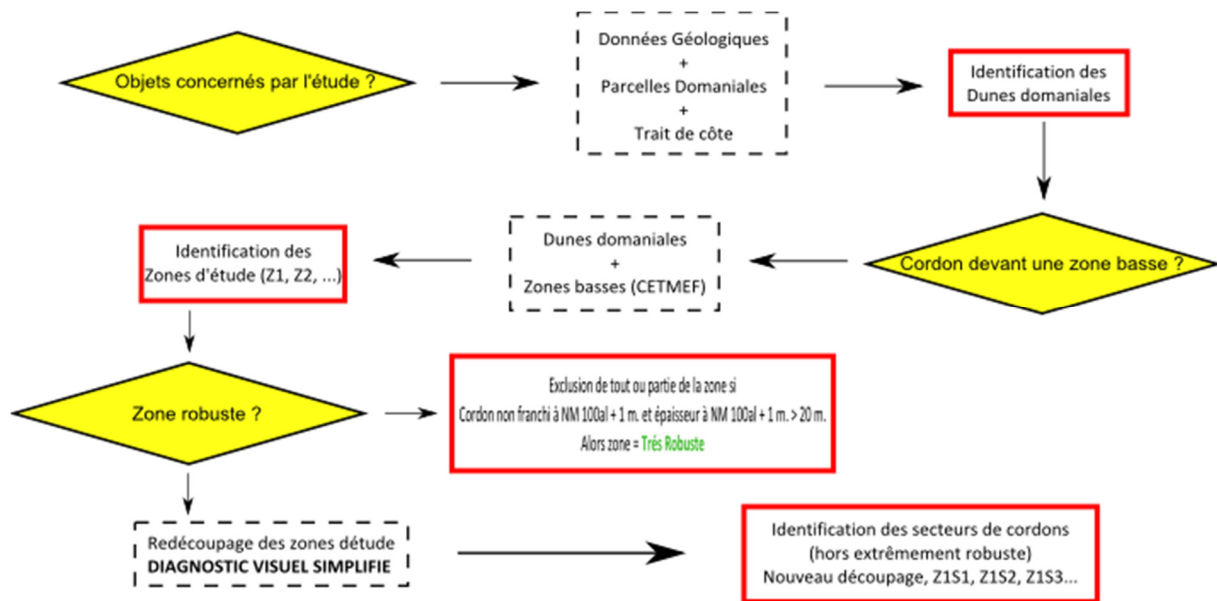 Objets concernés par l'étude ?
Données Géologiques
+
Parcelles Domaniales
+
Trait de côte
Identification des
Dunes domaniales
Cordon devant une zone basse ?
Dunes domaniales
+
Zones basses (CETMEF)
Identification des
Zones d'étude (Z1, Z2, ...)
Zone robuste ?
Exclusion de tout ou partie de la zone si
Cordon non franchi à NM 100al + 1 m. et épaisseur à NM 100al + 1 m. > 20 m.
Alors zone = Trés Robuste
Redécoupage des zones détude
DIAGNOSTIC VISUEL SIMPLIFIE
Identification des secteurs de cordons
(hors extrêmement robuste)
Nouveau découpage, Z1S1, Z1S2, Z1S3...